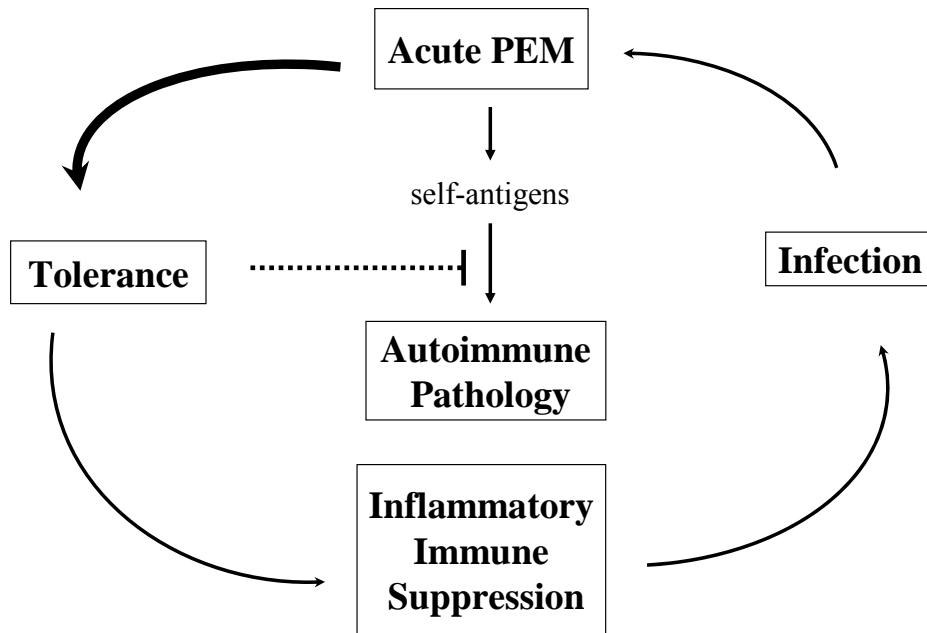 Acute PEM
self-antigens
Tolerance
Infection
Autoimmune
Pathology
Inflammatory
Immune
Suppression